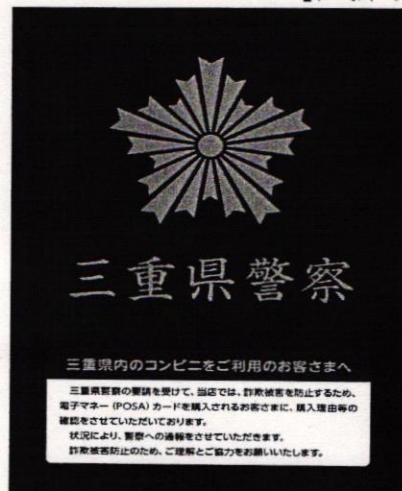 三重県警察
三重県内のコンビニをご利用のお客さまへ
三重県警察の要請を受けて、当店では、詐欺被害を防止するため、
電子マネー（POSA）カードを購入されるお客さまに、購入理由等の
確認をさせていただいております。
状況により、警察への通報をさせていただきます。
詐欺被害防止のため、ご理解とご協力をお願いいたします。